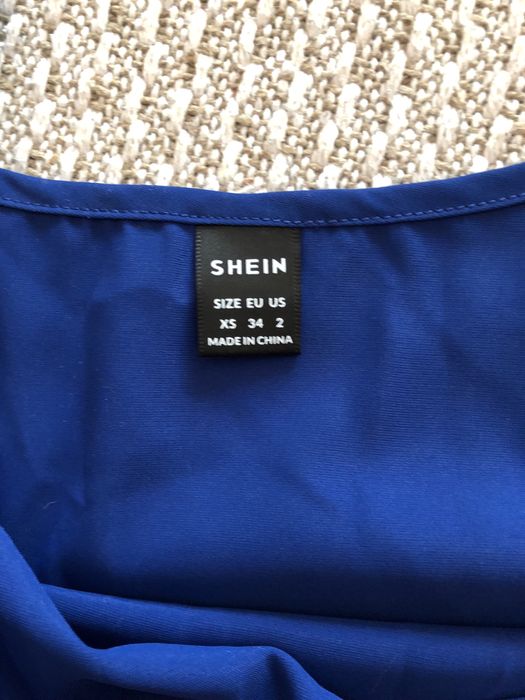 SHEIN
SIZE EU US
XS 34 2
MADE IN CHINA